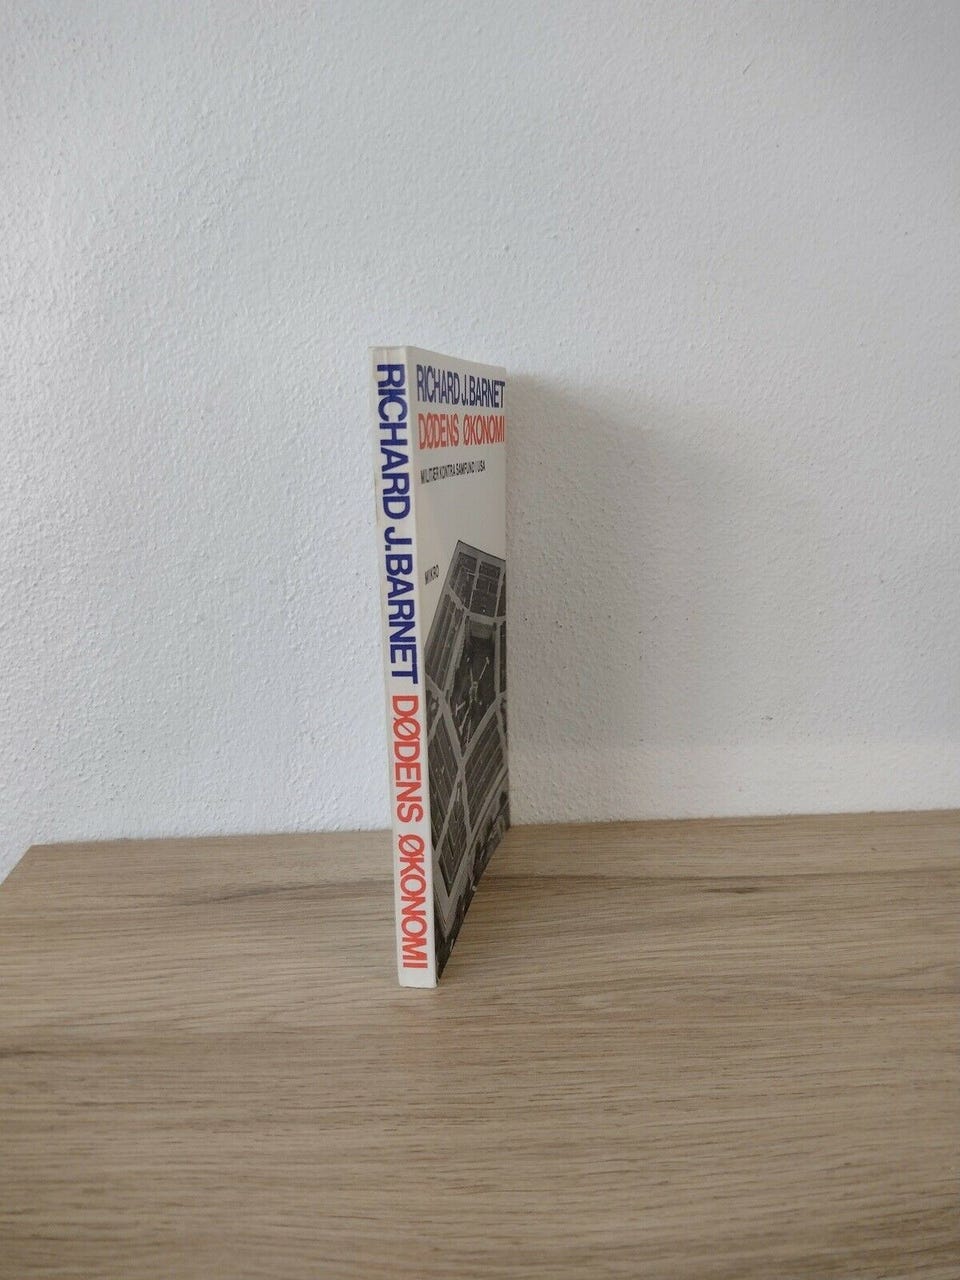 RICHARD J. BARNET DØDENS ØKONOMI
RICHARD J. BARNET
DØDENS ØKONOMI
MILITÆR KONTRA SAMFUND I USA
MIKRO